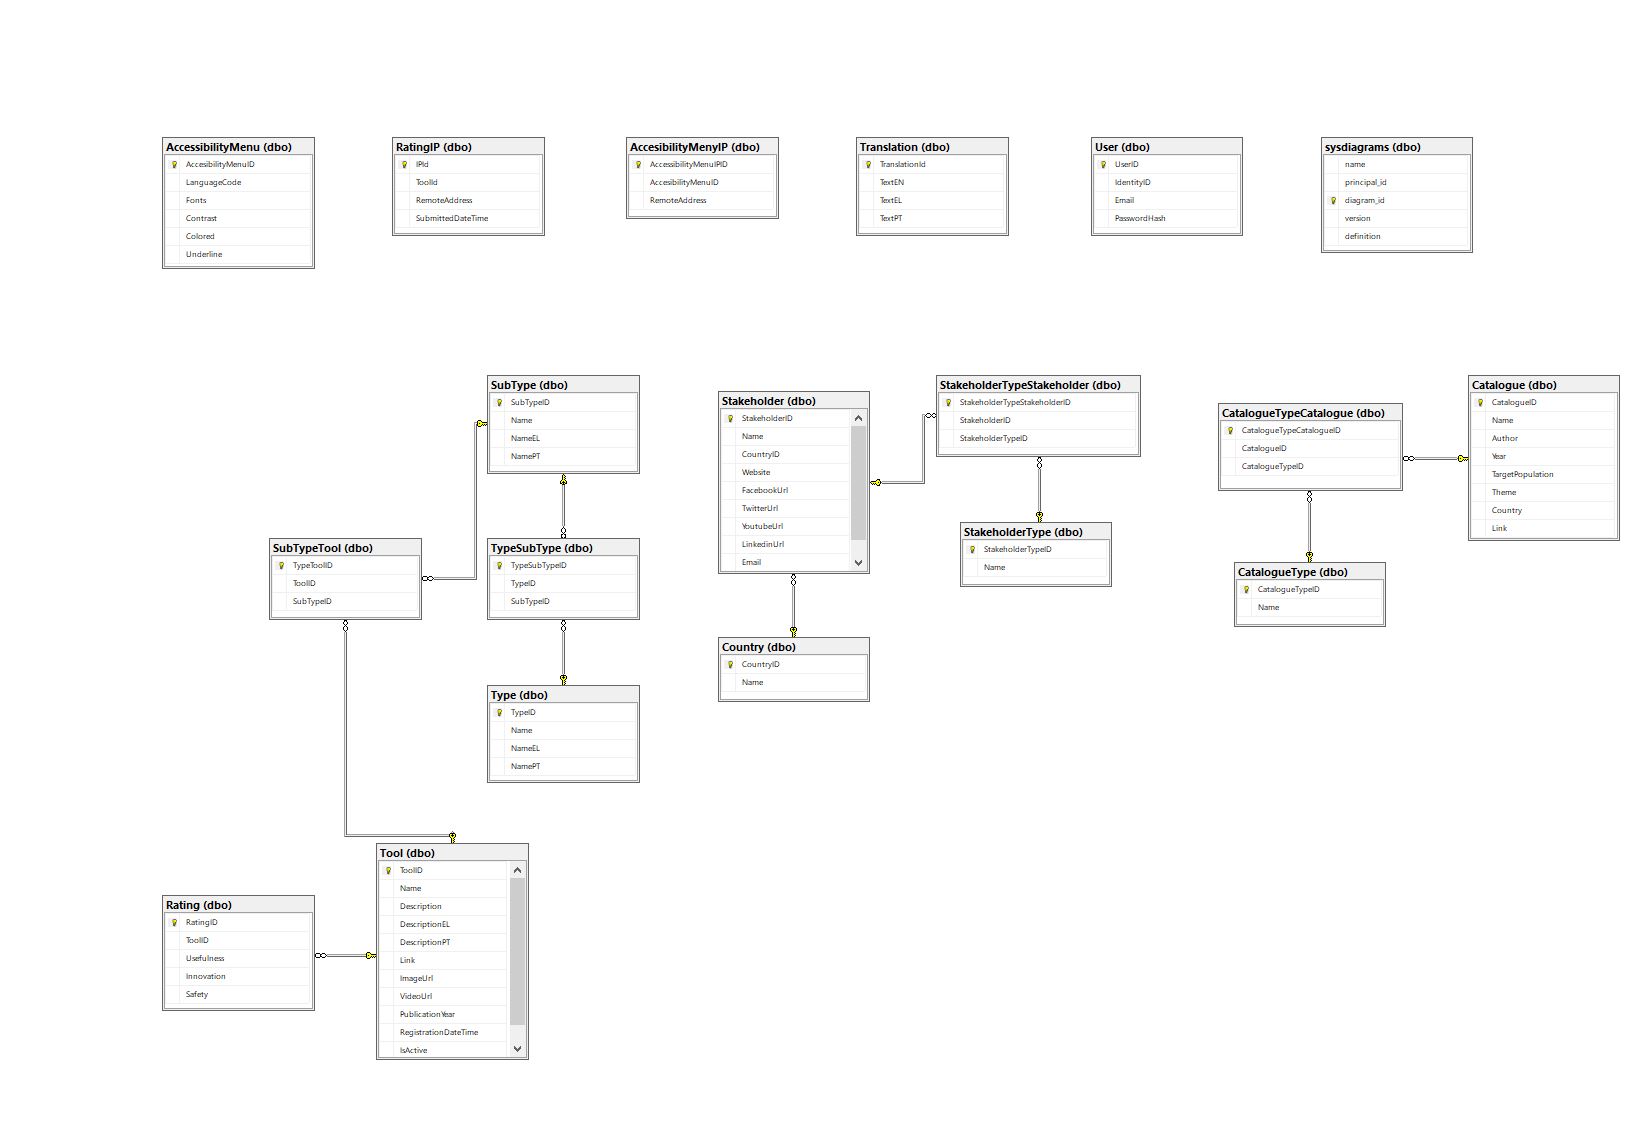 AccessibilityMenu (dbo)
AccesibilityMenuID
LanguageCode
Fonts
Contrast
Colored
Underline
RatingIP (dbo)
IPId
ToolId
RemoteAddress
SubmittedDateTime
AccesibilityMenyIP (dbo)
AccessibilityMenuIPID
AccesibilityMenuID
RemoteAddress
Translation (dbo)
TranslationId
TextEN
TextEL
TextPT
User (dbo)
UserID
IdentityID
Email
PasswordHash
sysdiagrams (dbo)
name
principal_id
diagram_id
version
definition
SubType (dbo)
SubTypeID
Name
NameEL
NamePT
Stakeholder (dbo)
StakeholderID
Name
CountryID
Website
FacebookUrl
TwitterUrl
YoutubeUrl
LinkedinUrl
Email
StakeholderTypeStakeholder (dbo)
StakeholderTypeStakeholderID
StakeholderID
StakeholderTypeID
CatalogueTypeCatalogue (dbo)
CatalogueTypeCatalogueID
CatalogueID
CatalogueTypeID
Catalogue (dbo)
CatalogueID
Name
Author
Year
TargetPopulation
Theme
Country
Link
SubTypeTool (dbo)
TypeToolID
ToolID
SubTypeID
TypeSubType (dbo)
TypeSubTypeID
TypeID
SubTypeID
StakeholderType (dbo)
StakeholderTypeID
Name
CatalogueType (dbo)
CatalogueTypeID
Name
Country (dbo)
CountryID
Name
Type (dbo)
TypeID
Name
NameEL
NamePT
Tool (dbo)
ToolID
Name
Description
DescriptionEL
DescriptionPT
Link
ImageUrl
VideoUrl
PublicationYear
RegistrationDateTime
IsActive
Rating (dbo)
RatingID
ToolID
Usefulness
Innovation
Safety